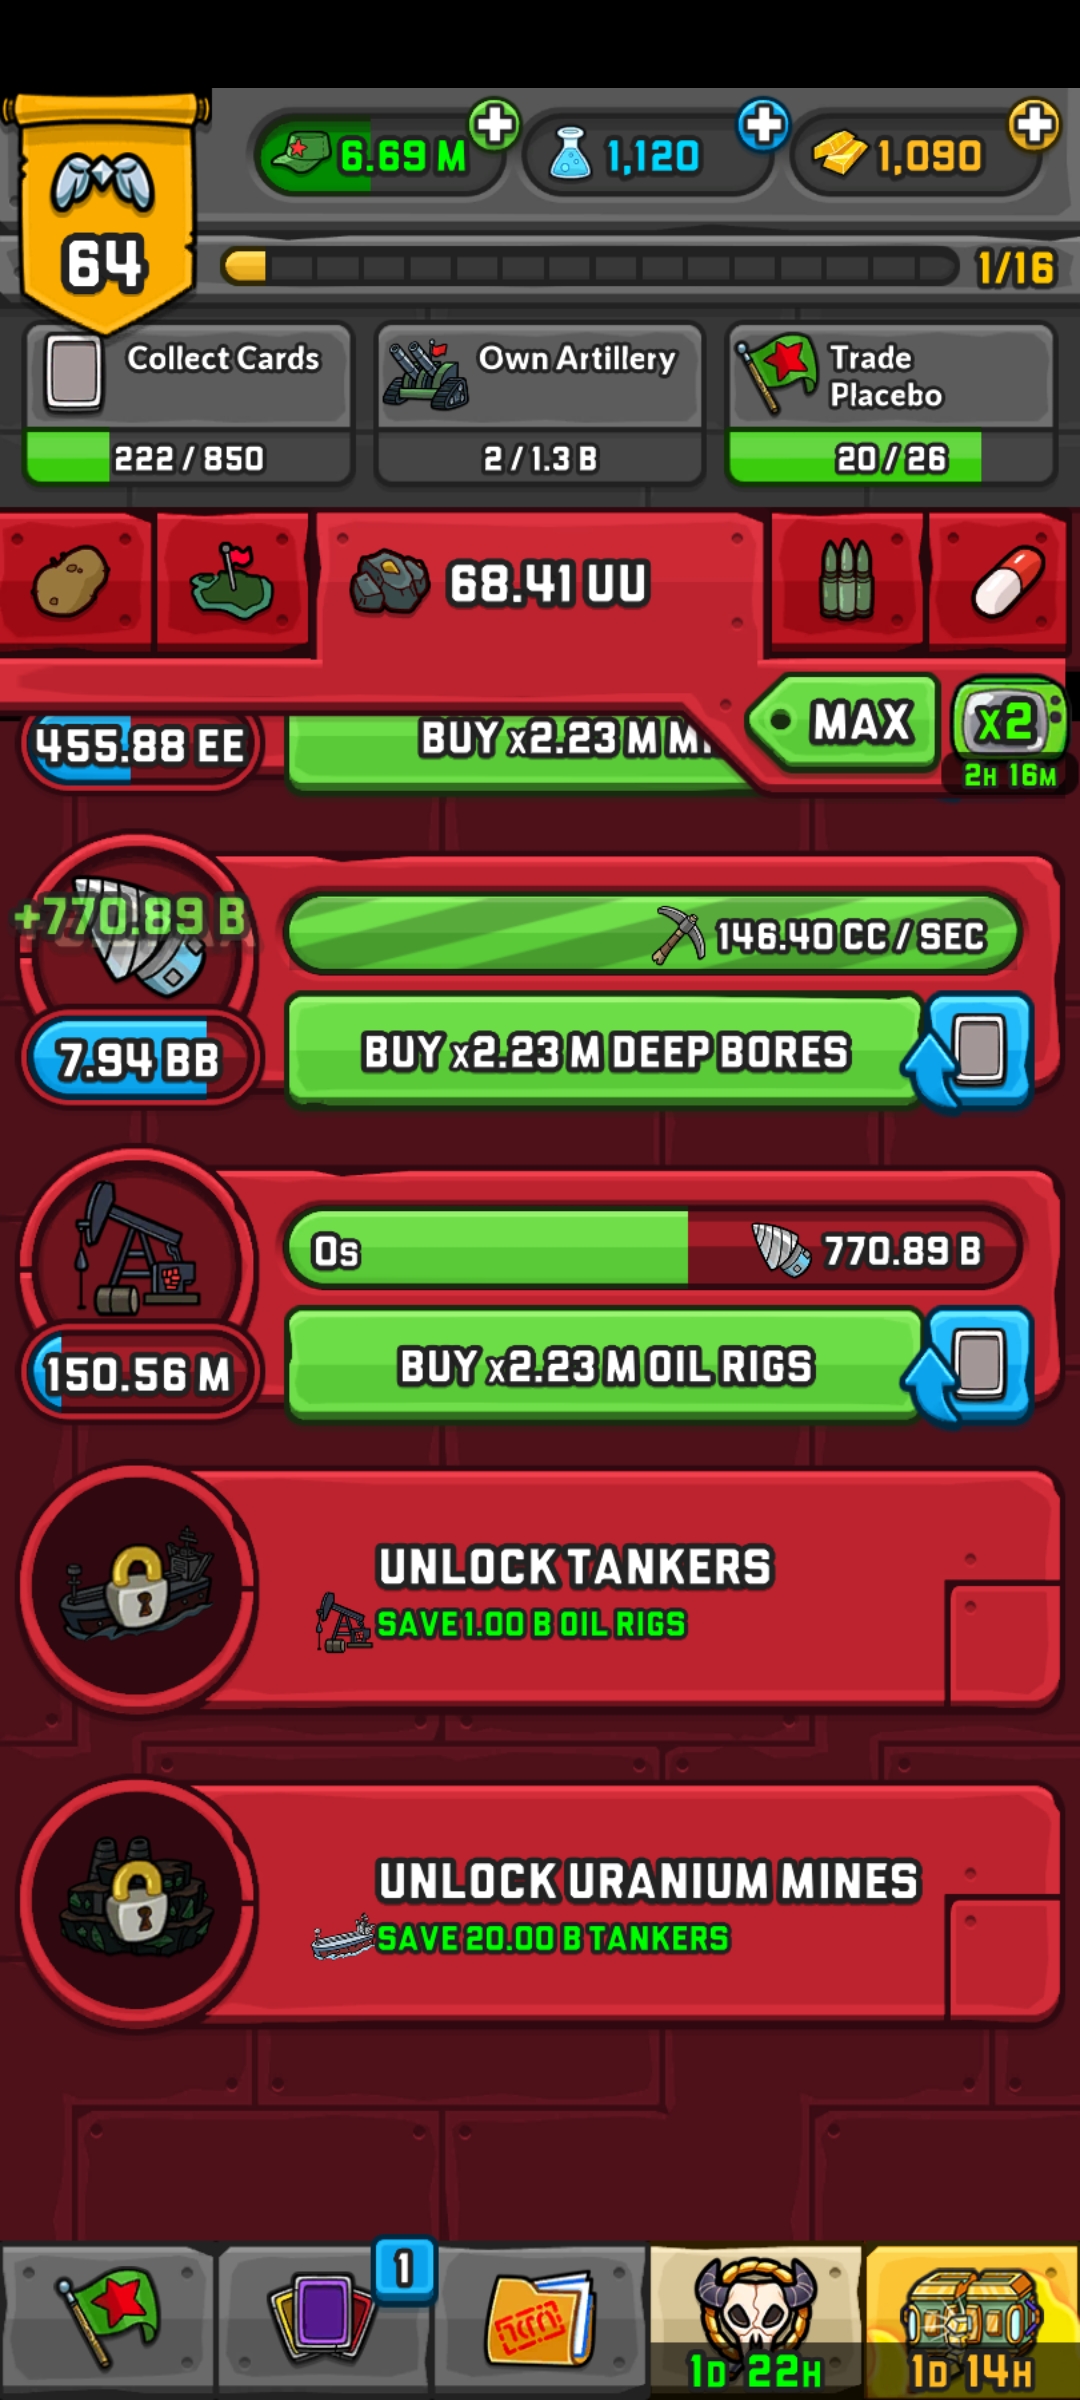 64
6.69 M
1,120
1,090
1/16
Collect Cards
222 / 850
Own Artillery
2 / 1.3 B
Trade
Placebo
20 / 26
68.41 UU
MAX
x2
2H 16M
455.88 EE
BUY x2.23 M
+770.89 B
146.40 CC / SEC
7.94 BB
BUY x2.23 M DEEP BORES
0s
770.89 B
150.56 M
BUY x2.23 M OIL RIGS
UNLOCK TANKERS
SAVE 1.00 B OIL RIGS
UNLOCK URANIUM MINES
SAVE 20.00 B TANKERS
1
1D 22H
1D 14H